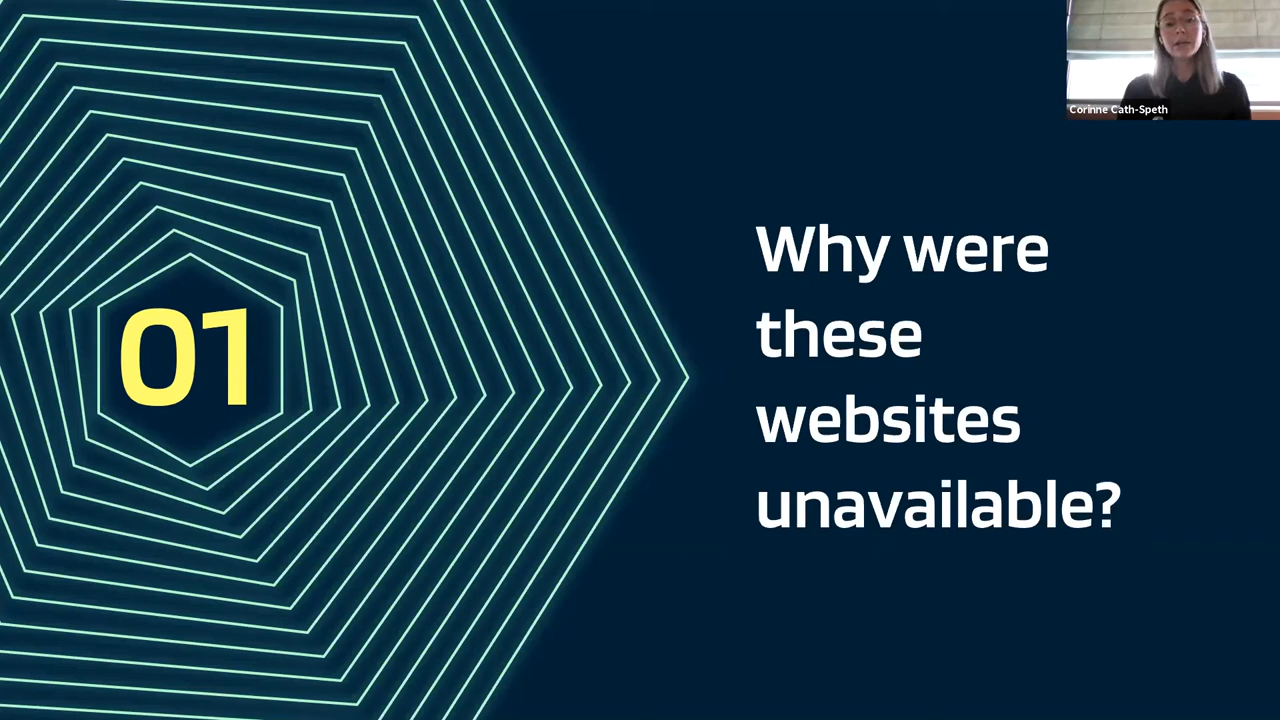 Corinne Cath-Speth
01
Why were
these
websites
unavailable?